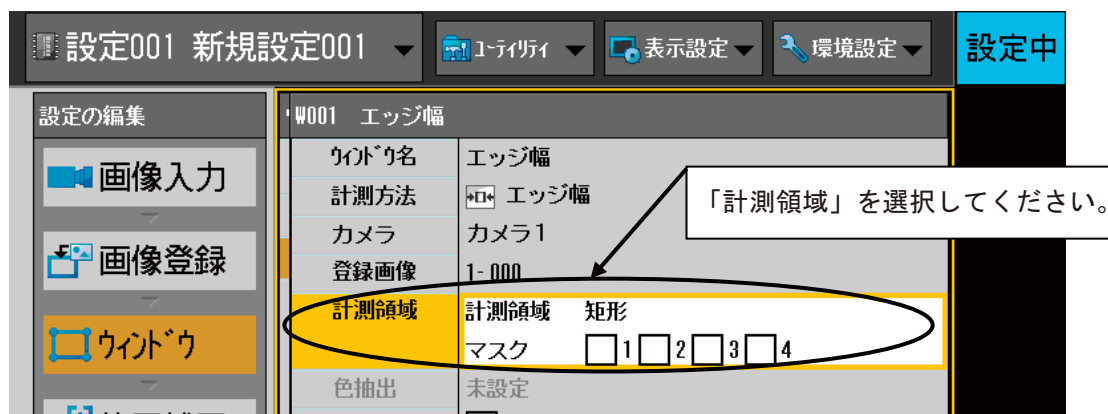 設定001 新規設定001
ﾕｰﾃｨﾘﾃｨ
表示設定
環境設定
設定中
設定の編集
画像入力
画像登録
ｳｨﾝﾄﾞｳ
W001 エッジ幅
ｳｨﾝﾄﾞｳ名 エッジ幅
計測方法 エッジ幅
カメラ カメラ1
登録画像 1-000
計測領域 計測領域 矩形
マスク 1 2 3 4
色抽出 未設定
「計測領域」を選択してください。